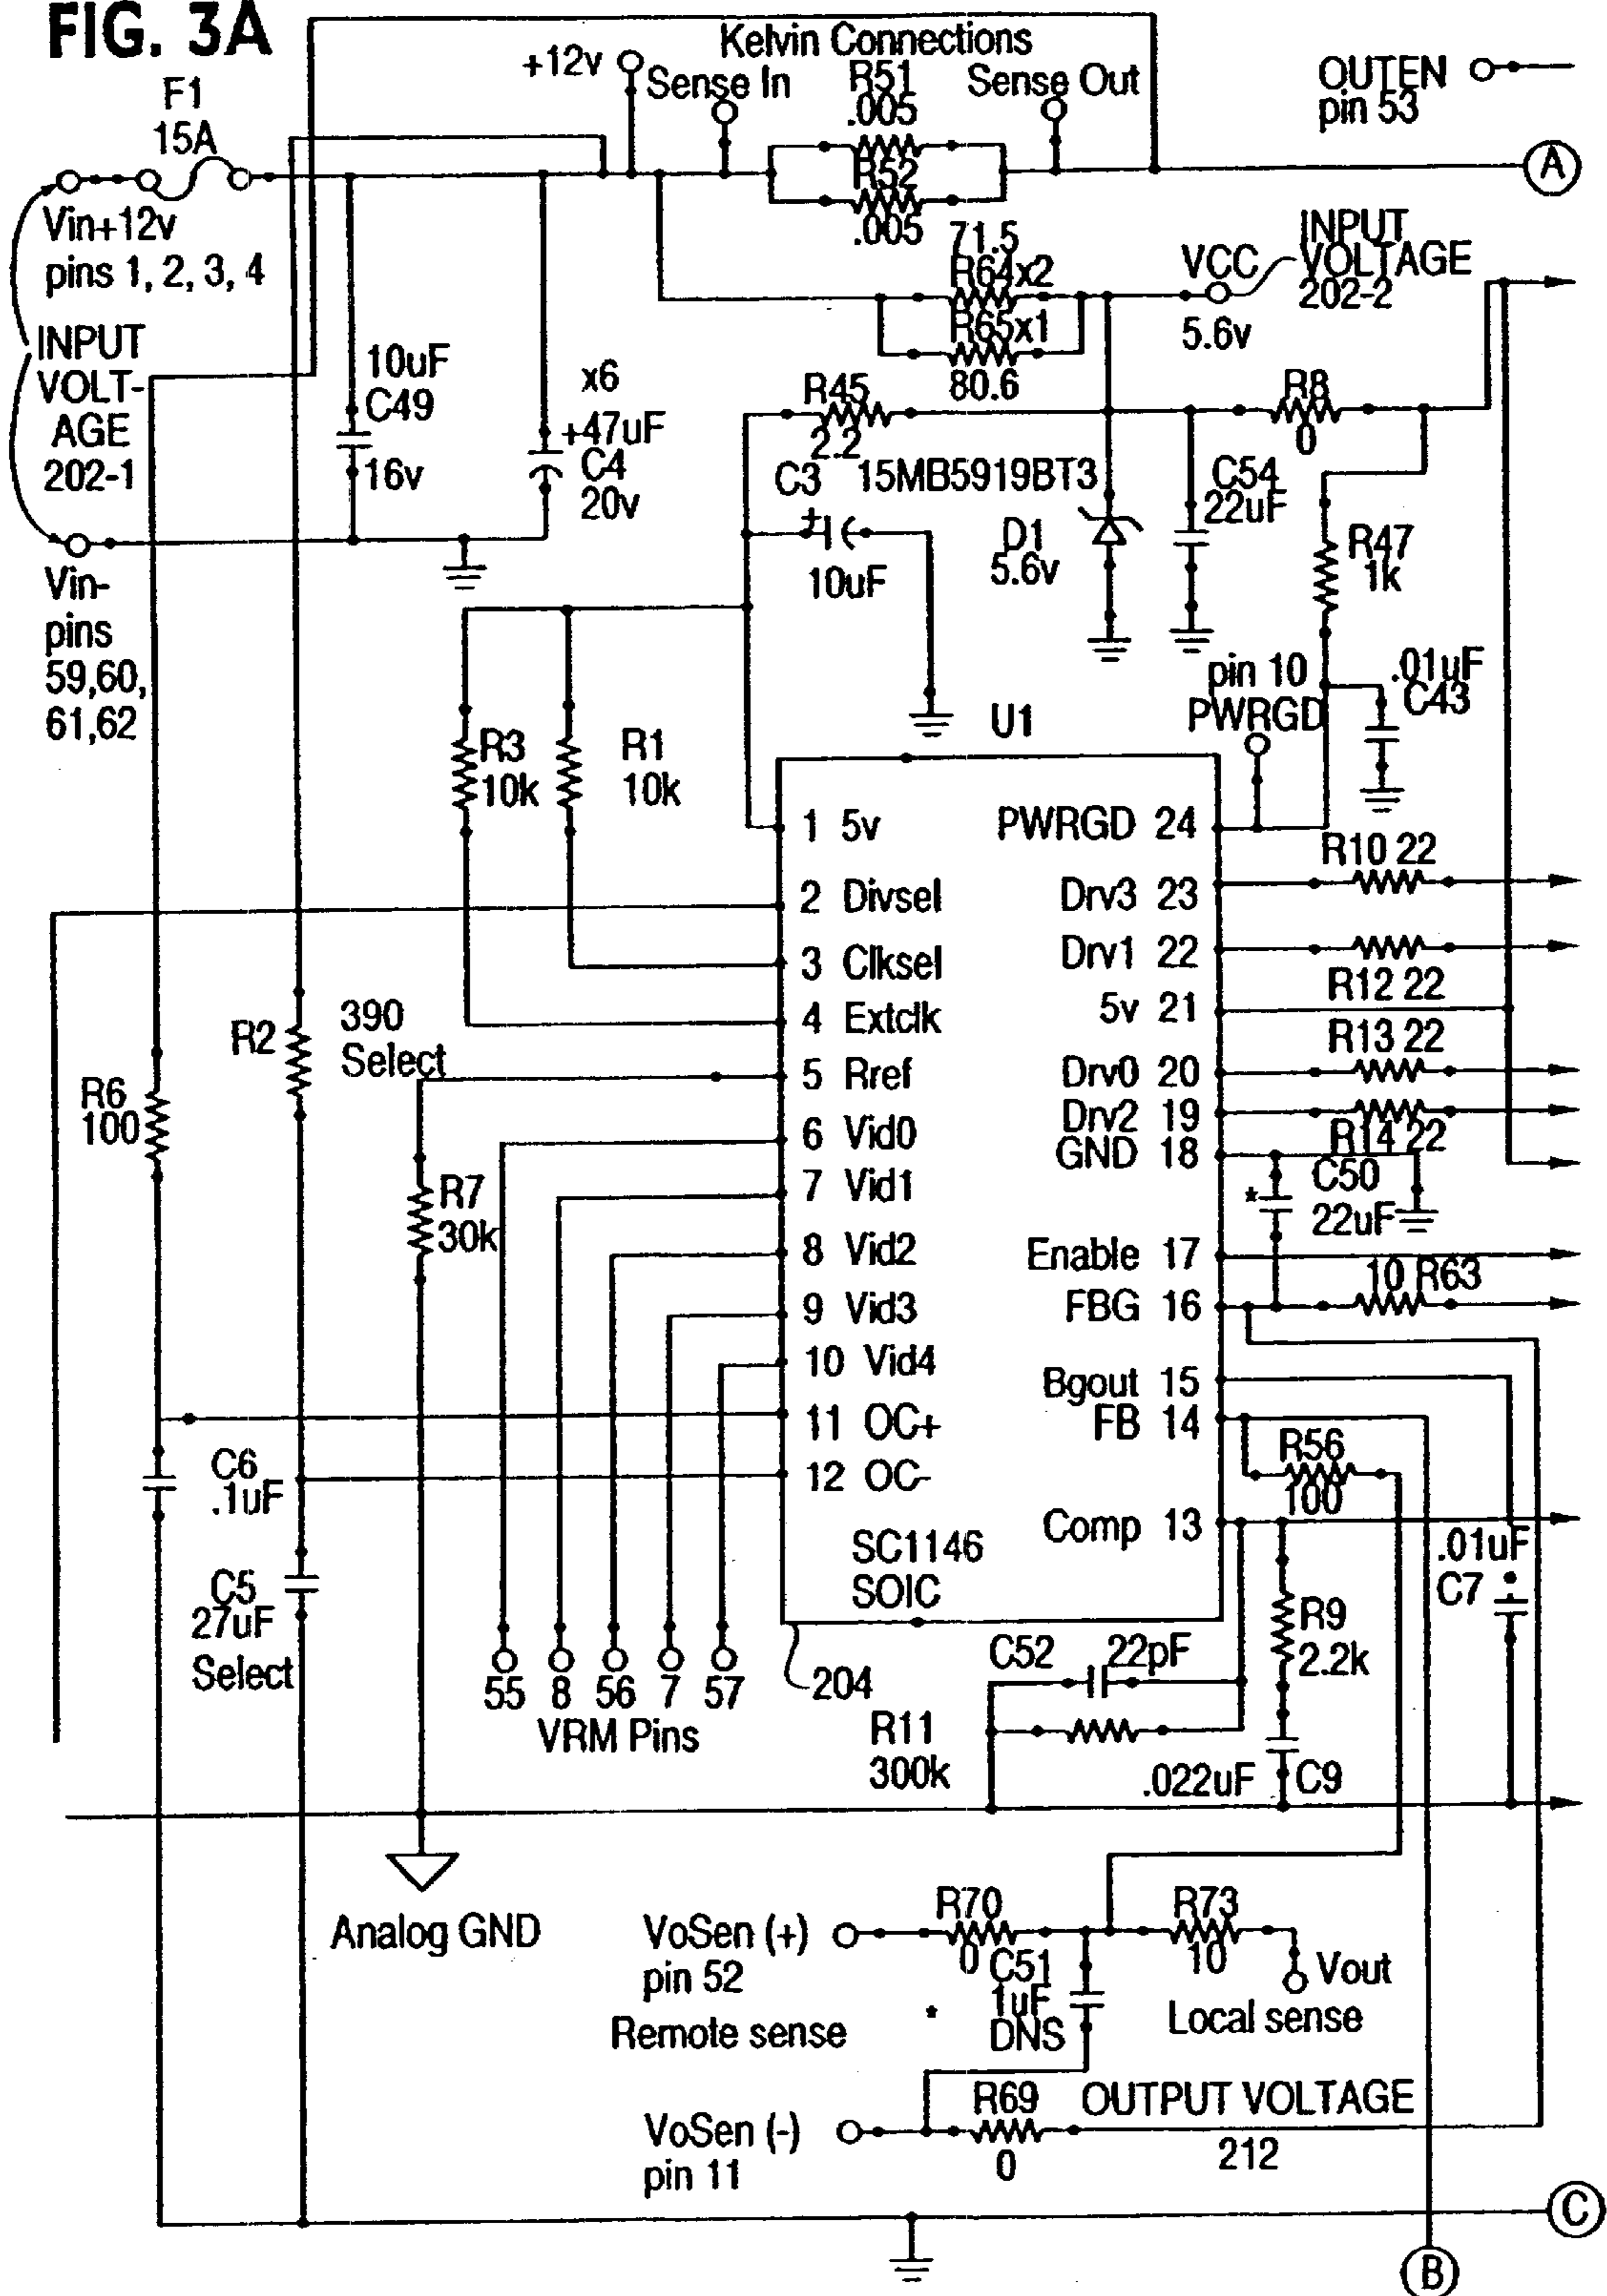 FIG. 3A
Kelvin Connections
+12v
Sense In
R51
.005
Sense Out
OUTEN
pin 53
F1
15A
R52
.005
A
Vin+12v
pins 1, 2, 3, 4
71.5
R64x2
R65x1
80.6
VCC
5.6v
INPUT
VOLTAGE
202-2
INPUT
VOLT-
AGE
202-1
10uF
C49
16v
x6
+47uF
C4
20v
R45
2.2
R8
0
C3
+
10uF
15MB5919BT3
D1
5.6v
C54
22uF
R47
1k
Vin-
pins
59,60,
61,62
pin 10
PWRGD
.01uF
C43
U1
R3
10k
R1
10k
1 5v
2 Divsel
3 Clksel
4 Extclk
5 Rref
6 Vid0
7 Vid1
8 Vid2
9 Vid3
10 Vid4
11 OC+
12 OC-
PWRGD 24
Drv3 23
Drv1 22
5v 21
Drv0 20
Drv2 19
GND 18
Enable 17
FBG 16
Bgout 15
FB 14
Comp 13
SC1146
SOIC
R10 22
R12 22
R13 22
R14 22
C50
*
22uF
10 R63
R2
390
Select
R6
100
R7
30k
C6
.1uF
C5
27uF
Select
R56
100
.01uF
C7
R9
2.2k
C52
22pF
204
55 8 56 7 57
VRM Pins
R11
300k
.022uF C9
Analog GND
VoSen (+)
pin 52
Remote sense
R70
0
C51
1uF
*
DNS
R73
10
Vout
Local sense
VoSen (-)
pin 11
R69
0
OUTPUT VOLTAGE
212
C
B